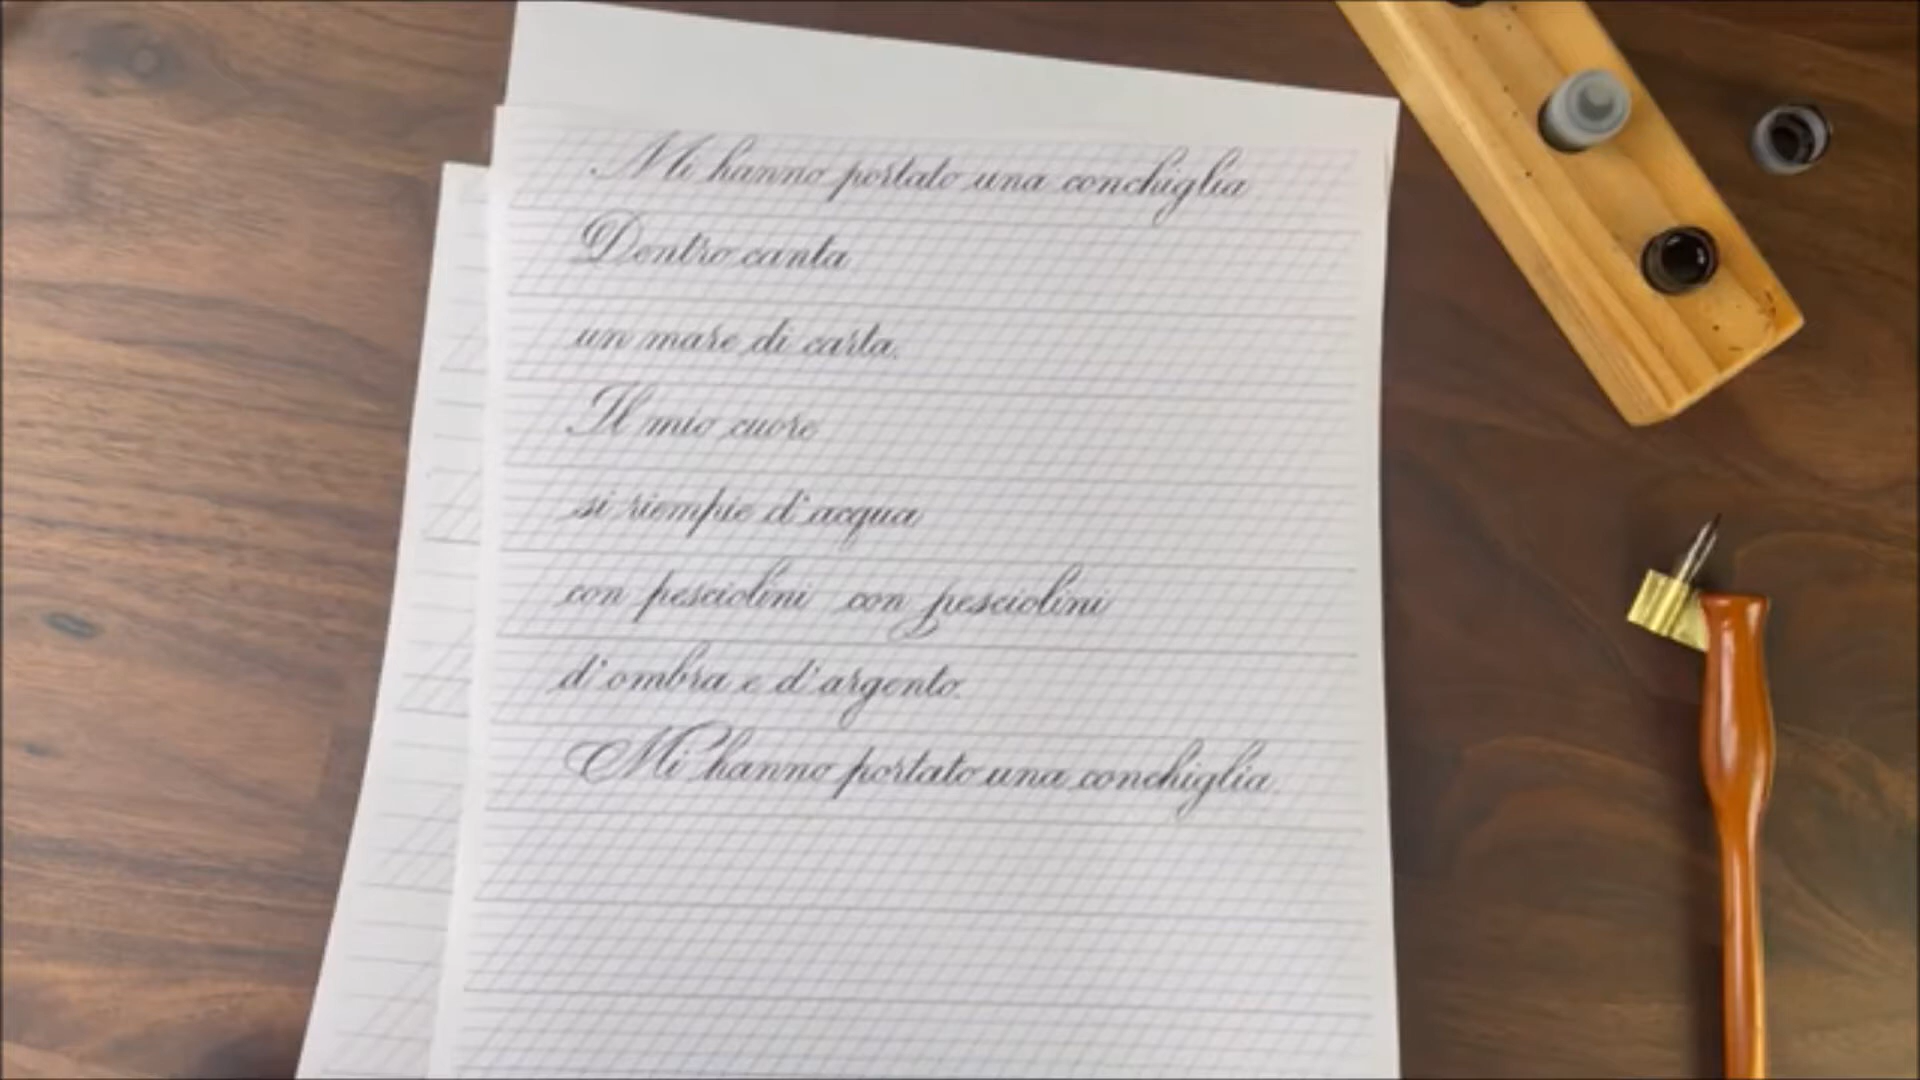 Mi hanno portato una conchiglia
Dentro canta
un mare di carta.
Il mio cuore
si riempie d'acqua
con pesciolini con pesciolini
d'ombra e d'argento.
Mi hanno portato una conchiglia.